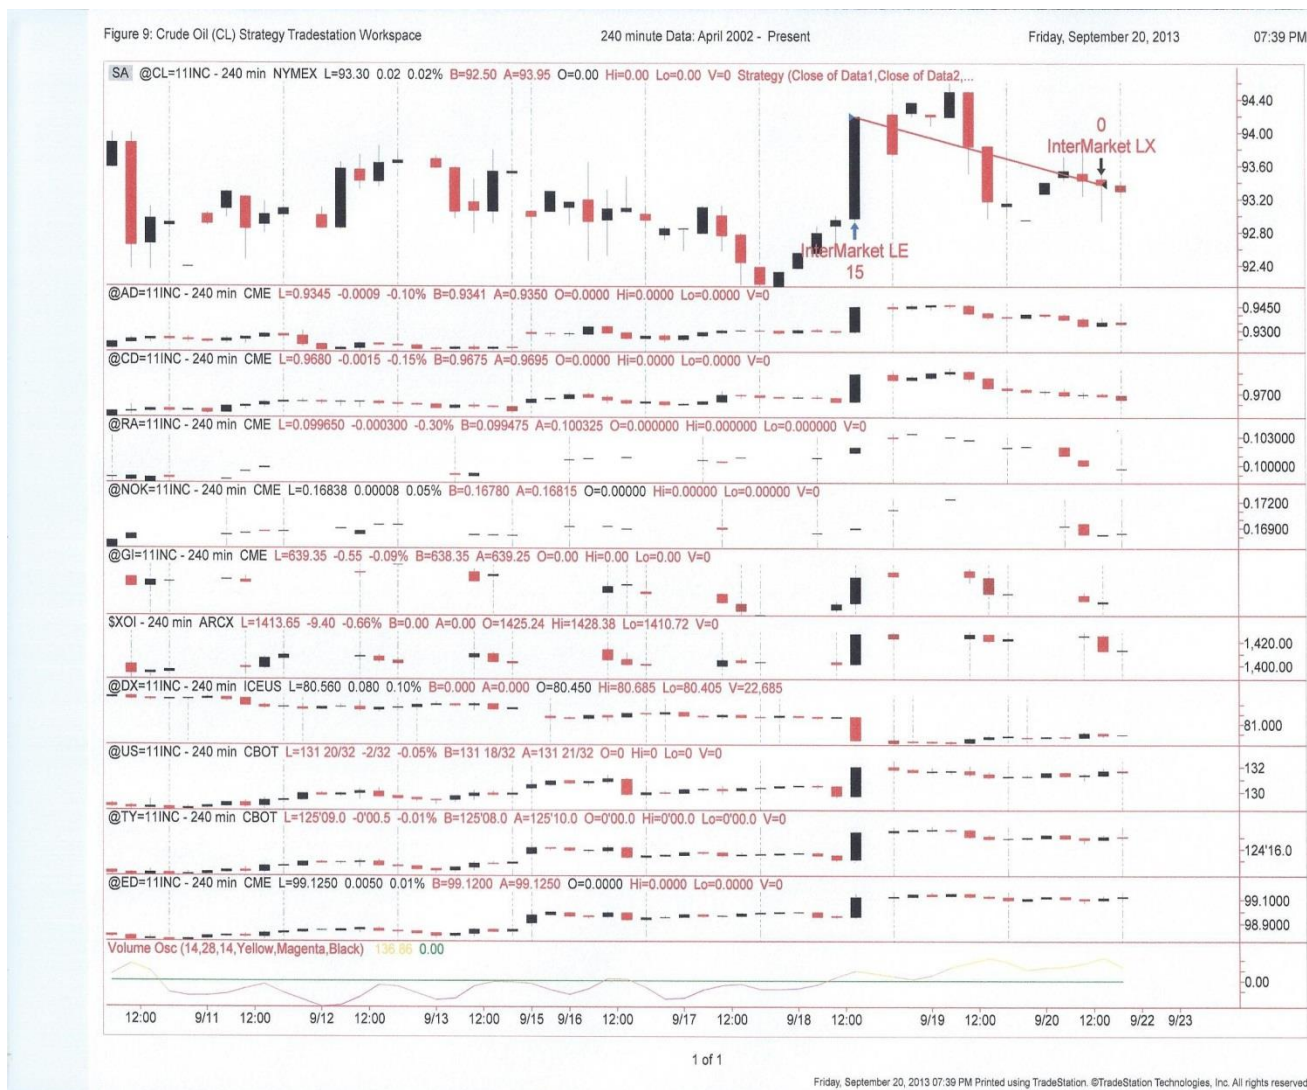 Figure 9: Crude Oil (CL) Strategy Tradestation Workspace 240 minute Data: April 2002 - Present Friday, September 20, 2013 07:39 PM
SA @CL=11INC - 240 min NYMEX L=93.30 0.02 0.02% B=92.50 A=93.95 O=0.00 Hi=0.00 Lo=0.00 V=0 Strategy (Close of Data1,Close of Data2,...
94.40
94.00
0
InterMarket LX
93.60
93.20
92.80
InterMarket LE
15
92.40
@AD=11INC - 240 min CME L=0.9345 -0.0009 -0.10% B=0.9341 A=0.9350 O=0.0000 Hi=0.0000 Lo=0.0000 V=0
0.9450
0.9300
@CD=11INC - 240 min CME L=0.9680 -0.0015 -0.15% B=0.9675 A=0.9695 O=0.0000 Hi=0.0000 Lo=0.0000 V=0
0.9700
@RA=11INC - 240 min CME L=0.099650 -0.000300 -0.30% B=0.099475 A=0.100325 O=0.000000 Hi=0.000000 Lo=0.000000 V=0
0.103000
0.100000
@NOK=11INC - 240 min CME L=0.16838 0.00008 0.05% B=0.16780 A=0.16815 O=0.00000 Hi=0.00000 Lo=0.00000 V=0
0.17200
0.16900
@GI=11INC - 240 min CME L=639.35 -0.55 -0.09% B=638.35 A=639.25 O=0.00 Hi=0.00 Lo=0.00 V=0
$XOI - 240 min ARCX L=1413.65 -9.40 -0.66% B=0.00 A=0.00 O=1425.24 Hi=1428.38 Lo=1410.72 V=0
1,420.00
1,400.00
@DX=11INC - 240 min ICEUS L=80.560 0.080 0.10% B=0.000 A=0.000 O=80.450 Hi=80.685 Lo=80.405 V=22,685
81.000
@US=11INC - 240 min CBOT L=131 20/32 -2/32 -0.05% B=131 18/32 A=131 21/32 O=0 Hi=0 Lo=0 V=0
132
130
@TY=11INC - 240 min CBOT L=125'09.0 -0'00.5 -0.01% B=125'08.0 A=125'10.0 O=0'00.0 Hi=0'00.0 Lo=0'00.0 V=0
124'16.0
@ED=11INC - 240 min CME L=99.1250 0.0050 0.01% B=99.1200 A=99.1250 O=0.0000 Hi=0.0000 Lo=0.0000 V=0
99.1000
98.9000
Volume Osc (14,28,14,Yellow,Magenta,Black) 136.86 0.00
0.00
12:00 9/11 12:00 9/12 12:00 9/13 12:00 9/15 9/16 12:00 9/17 12:00 9/18 12:00 9/19 12:00 9/20 12:00 9/22 9/23
1 of 1
Friday, September 20, 2013 07:39 PM Printed using TradeStation. ©TradeStation Technologies, Inc. All rights reserved